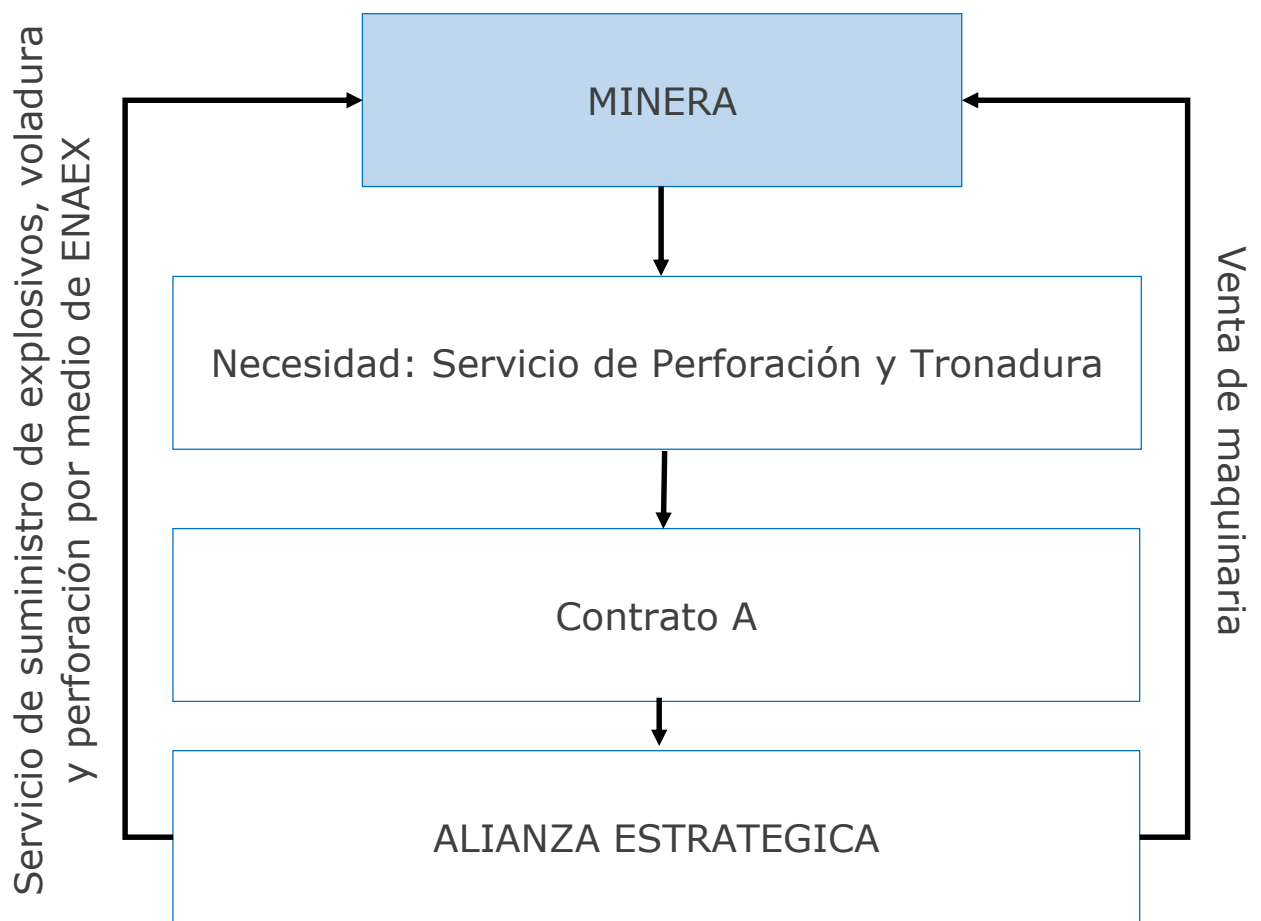 Servicio de suministro de explosivos, voladura
y perforación por medio de ENAEX
MINERA
Necesidad: Servicio de Perforación y Tronadura
Contrato A
ALIANZA ESTRATEGICA
Venta de maquinaria